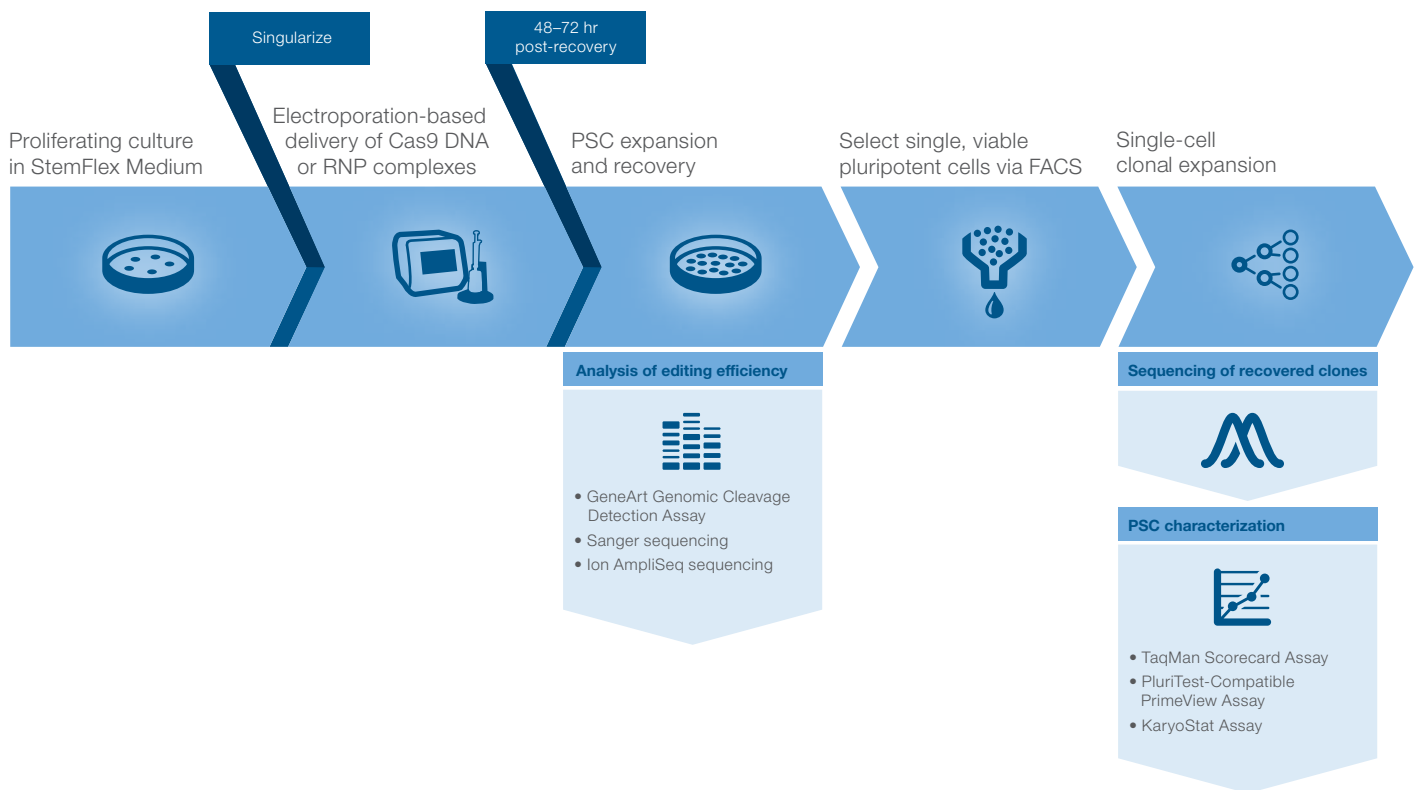 Singularize
48–72 hr
post-recovery
Proliferating culture
in StemFlex Medium
Electroporation-based
delivery of Cas9 DNA
or RNP complexes
PSC expansion
and recovery
Select single, viable
pluripotent cells via FACS
Single-cell
clonal expansion
Analysis of editing efficiency
• GeneArt Genomic Cleavage
Detection Assay
• Sanger sequencing
• Ion AmpliSeq sequencing
Sequencing of recovered clones
PSC characterization
• TaqMan Scorecard Assay
• PluriTest-Compatible
PrimeView Assay
• KaryoStat Assay